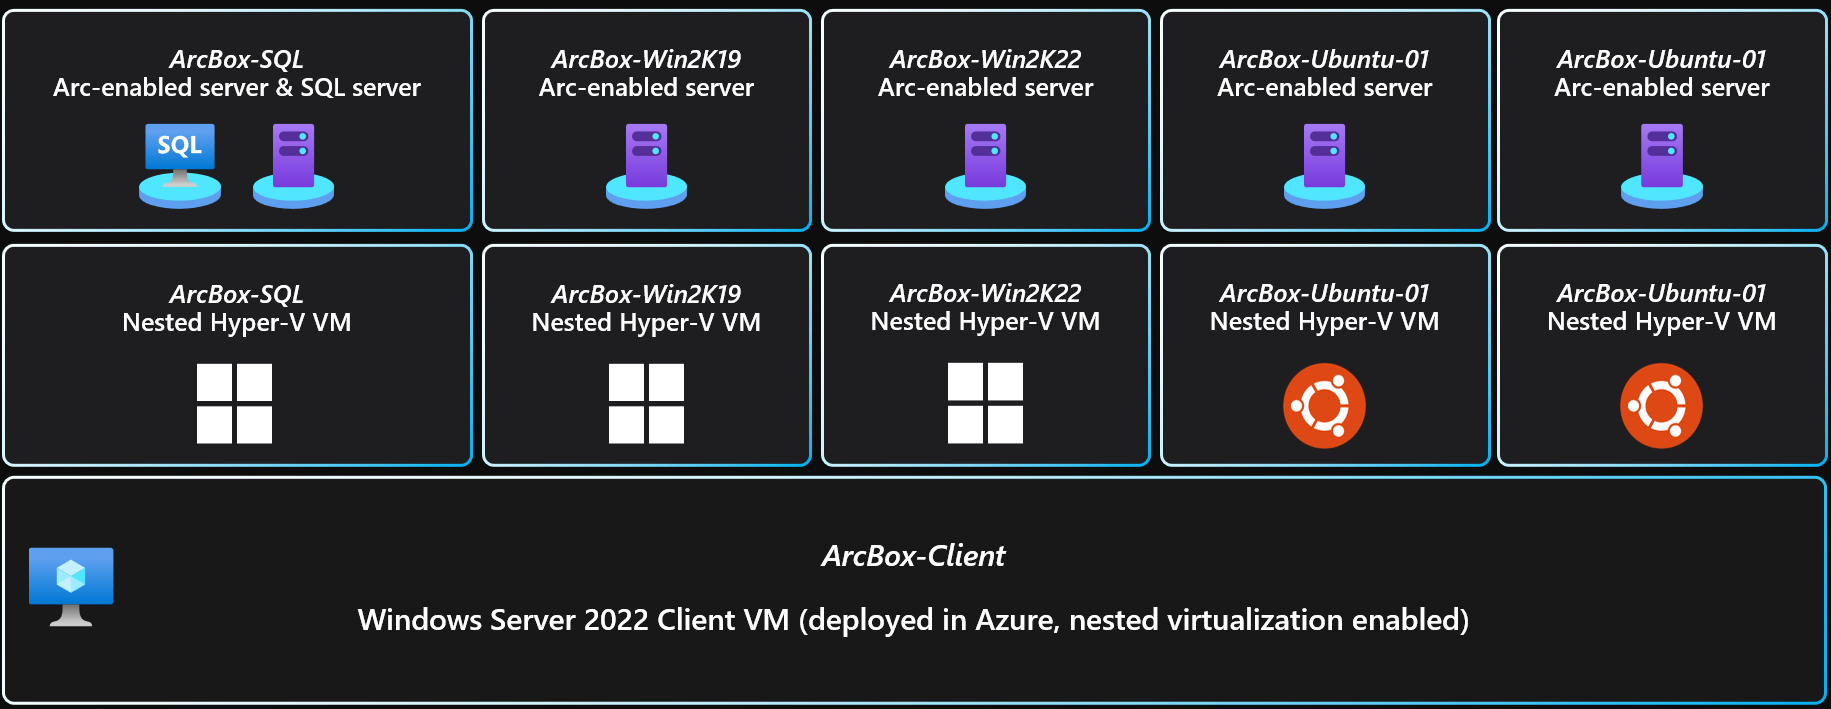 ArcBox-SQL
Arc-enabled server & SQL server
SQL
ArcBox-Win2K19
Arc-enabled server
ArcBox-Win2K22
Arc-enabled server
ArcBox-Ubuntu-01
Arc-enabled server
ArcBox-Ubuntu-01
Arc-enabled server
ArcBox-SQL
Nested Hyper-V VM
ArcBox-Win2K19
Nested Hyper-V VM
ArcBox-Win2K22
Nested Hyper-V VM
ArcBox-Ubuntu-01
Nested Hyper-V VM
ArcBox-Ubuntu-01
Nested Hyper-V VM
ArcBox-Client
Windows Server 2022 Client VM (deployed in Azure, nested virtualization enabled)